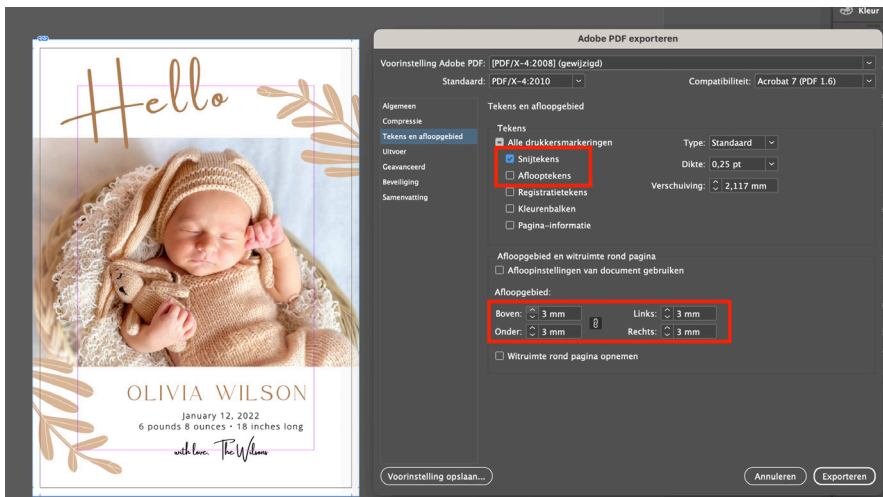 Kleur
Hello
OLIVIA WILSON
January 12, 2022
6 pounds 8 ounces • 18 inches long
with love, The Wilsons
Adobe PDF exporteren
Voorinstelling Adobe PDF: [PDF/X-4:2008] (gewijzigd)
Standaard: PDF/X-4:2010
Compatibiliteit: Acrobat 7 (PDF 1.6)
Algemeen
Compressie
Tekens en afloopgebied
Uitvoer
Geavanceerd
Beveiliging
Samenvatting
Tekens en afloopgebied
Tekens
Alle drukkersmarkeringen
Snijtekens
Aflooptekens
Registratietekens
Kleurenbalken
Pagina-informatie
Type: Standaard
Dikte: 0,25 pt
Verschuiving: 2,117 mm
Afloopgebied en witruimte rond pagina
Afloopinstellingen van document gebruiken
Afloopgebied:
Boven: 3 mm Links: 3 mm
Onder: 3 mm Rechts: 3 mm
Witruimte rond pagina opnemen
Voorinstelling opslaan...
Annuleren
Exporteren